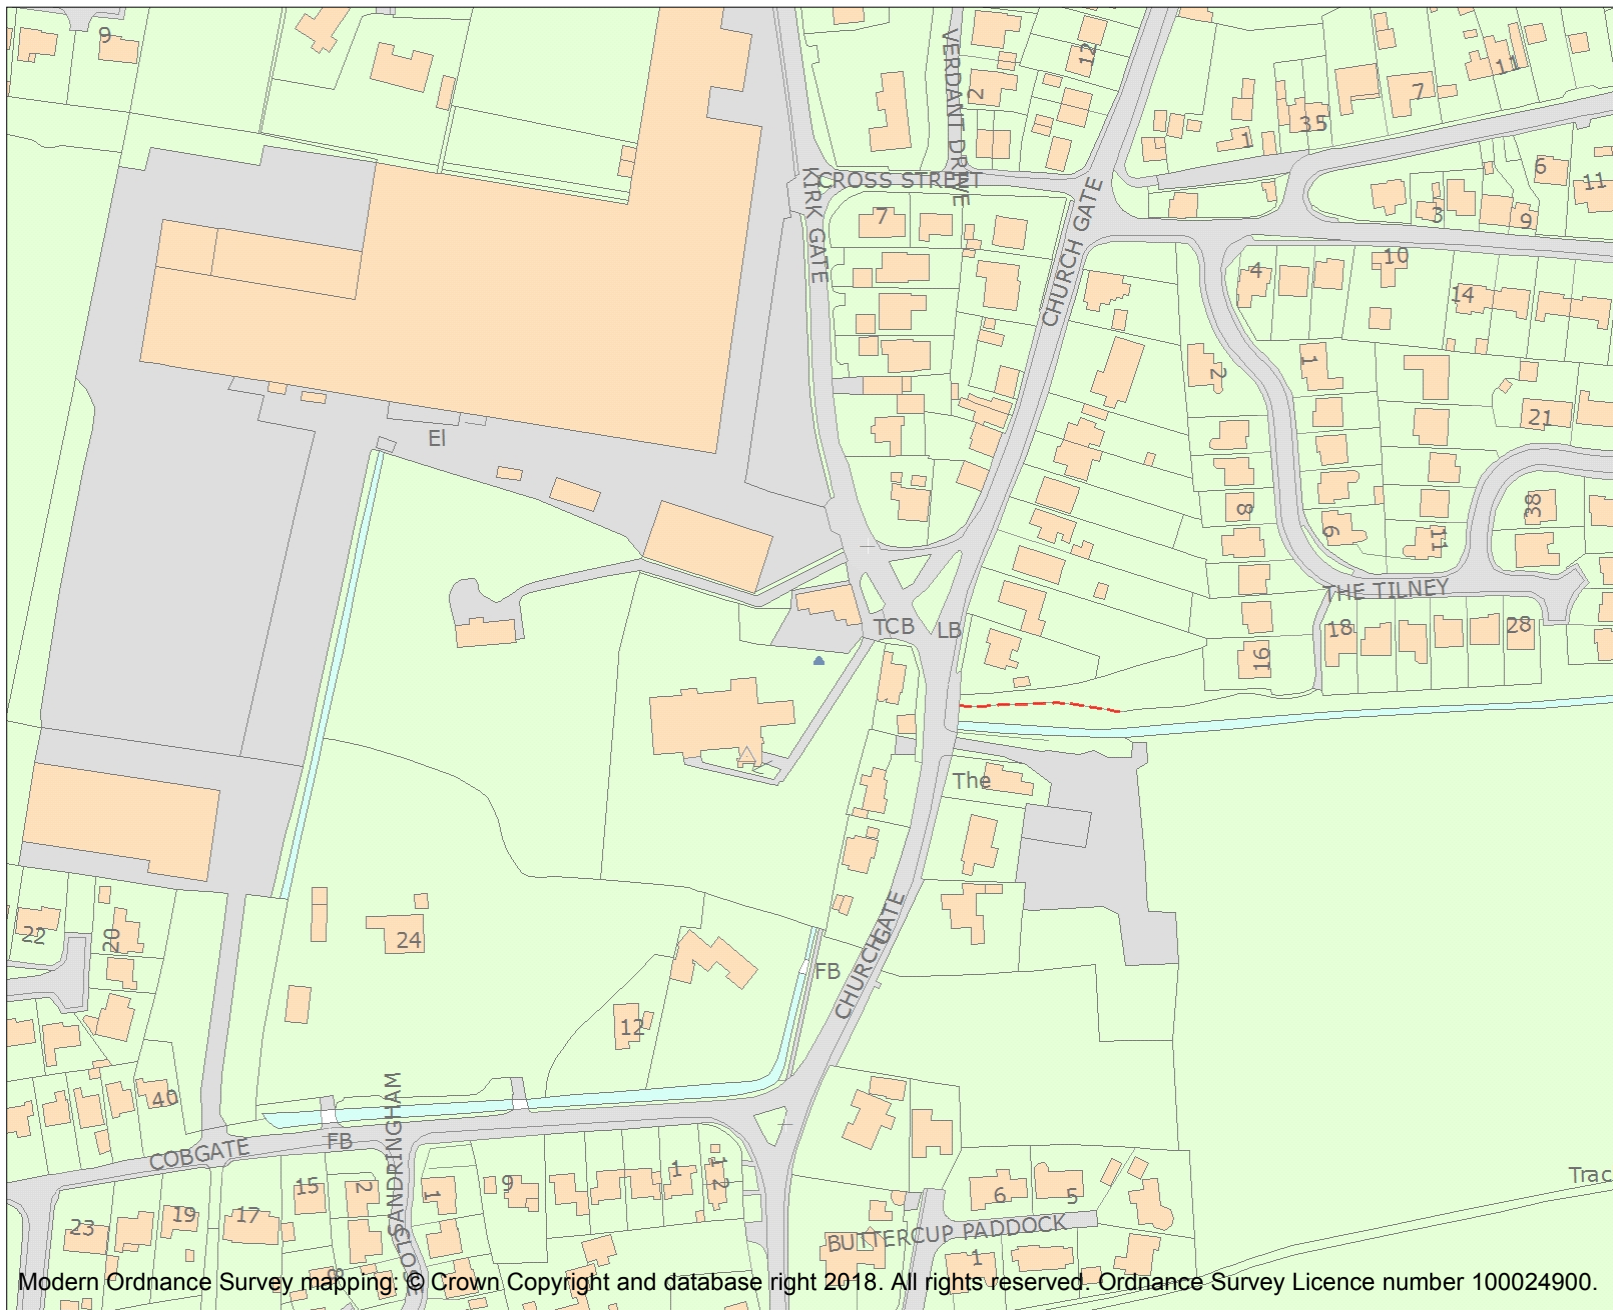 9
VERDANT DRIVE
12
2
11
7
35
1
CROSS STREET
KIRK GATE
7
CHURCH GATE
6
11
3
9
10
4
14
1
2
21
El
8
38
6
11
THE TILNEY
TCB
LB
18
28
16
The
22
20
24
CHURCHGATE
FB
12
40
COBGATE
FB
SANDRINGHAM
CLOSE
15
2
1
9
1
12
23
19
17
6
5
Trac
BUTTERCUP PADDOCK
1
8
Modern Ordnance Survey mapping: © Crown Copyright and database right 2018. All rights reserved. Ordnance Survey Licence number 100024900.